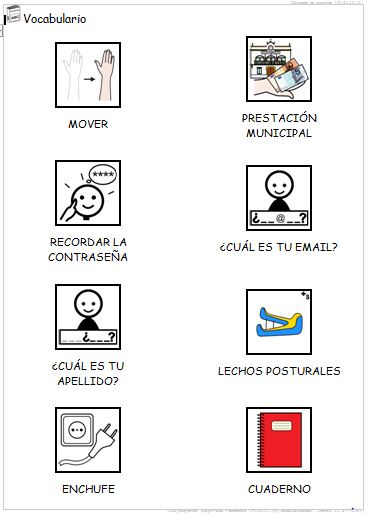 Vocabulario
MOVER
PRESTACIÓN
MUNICIPAL
****
RECORDAR LA
CONTRASEÑA
¿__@__?
¿CUÁL ES TU EMAIL?
__ ¿___?
¿CUÁL ES TU
APELLIDO?
+s
LECHOS POSTURALES
ENCHUFE
CUADERNO